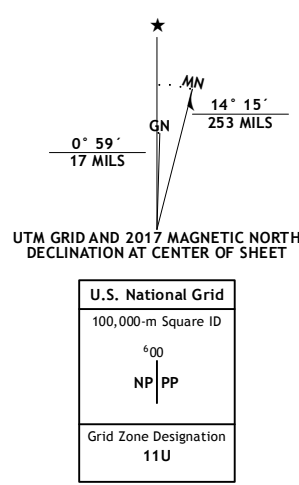 ★
MN
GN
14° 15´
253 MILS
0° 59´
17 MILS
UTM GRID AND 2017 MAGNETIC NORTH
DECLINATION AT CENTER OF SHEET
U.S. National Grid
100,000-m Square ID
⁶00
NP PP
Grid Zone Designation
11U